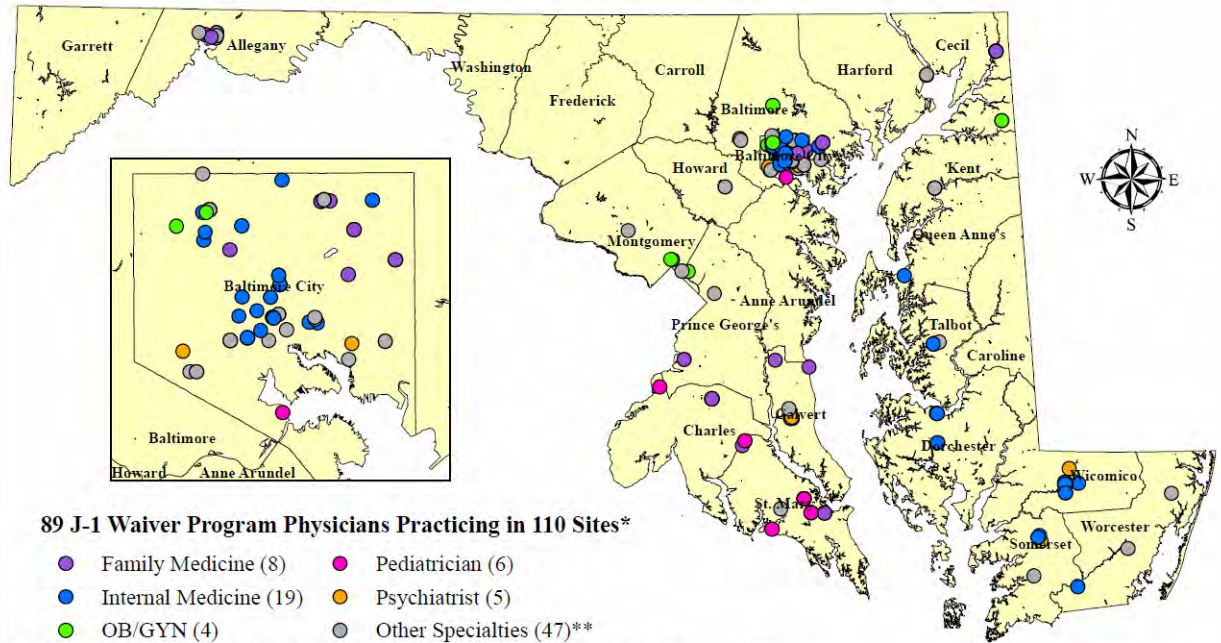 Garrett
Allegany
Washington
Frederick
Carroll
Baltimore
Harford
Cecil
Baltimore City
Howard
Kent
Montgomery
Queen Anne's
Anne Arundel
Prince George's
Talbot
Caroline
Calvert
Charles
Dorchester
St. Mary
Wicomico
Worcester
Somerset
N
W E
S
Baltimore City
Baltimore
Howard
Anne Arundel
89 J-1 Waiver Program Physicians Practicing in 110 Sites*
Family Medicine (8)
Pediatrician (6)
Internal Medicine (19)
Psychiatrist (5)
OB/GYN (4)
Other Specialties (47)**